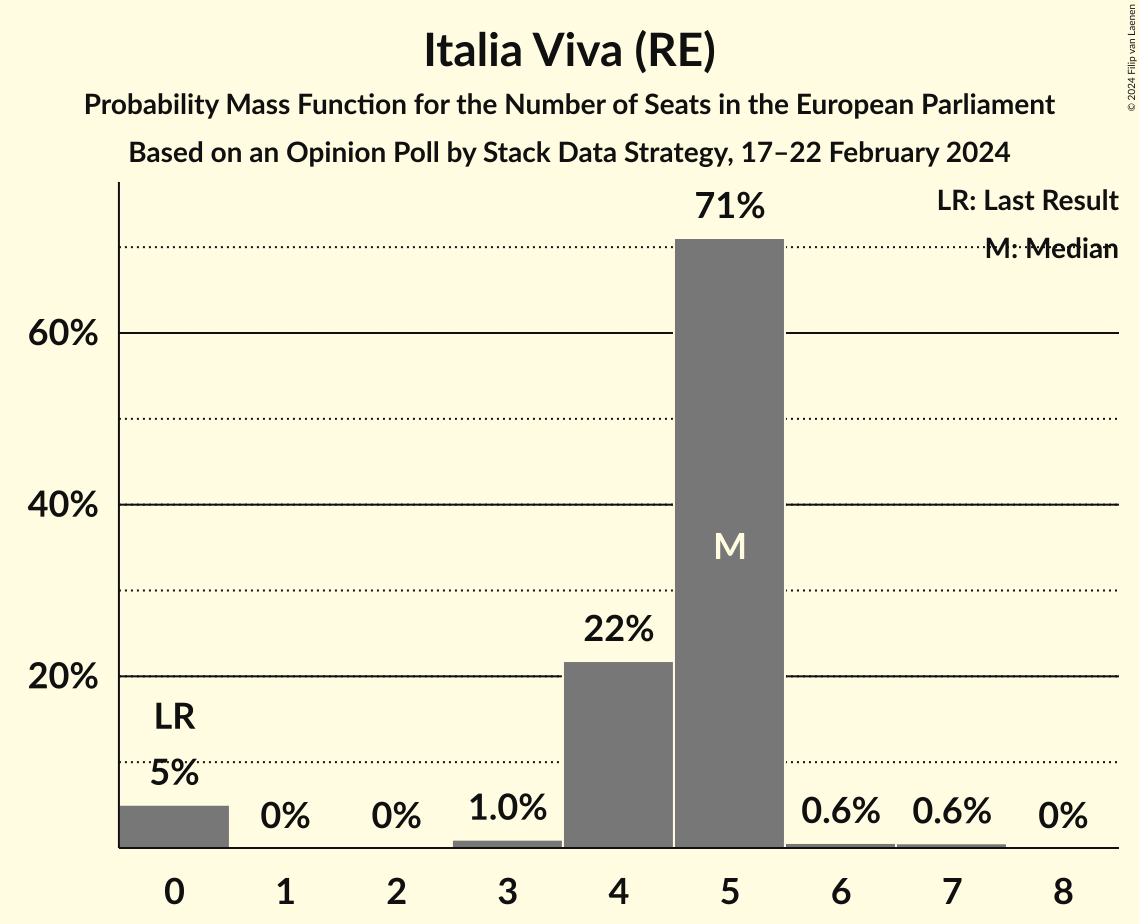 Italia Viva (RE)
Probability Mass Function for the Number of Seats in the European Parliament
Based on an Opinion Poll by Stack Data Strategy, 17–22 February 2024
© 2024 Filip van Laenen
LR: Last Result
M: Median
71%
60%
40%
M
22%
20%
LR
5%
0%
0%
1.0%
0.6%
0.6%
0%
0 1 2 3 4 5 6 7 8